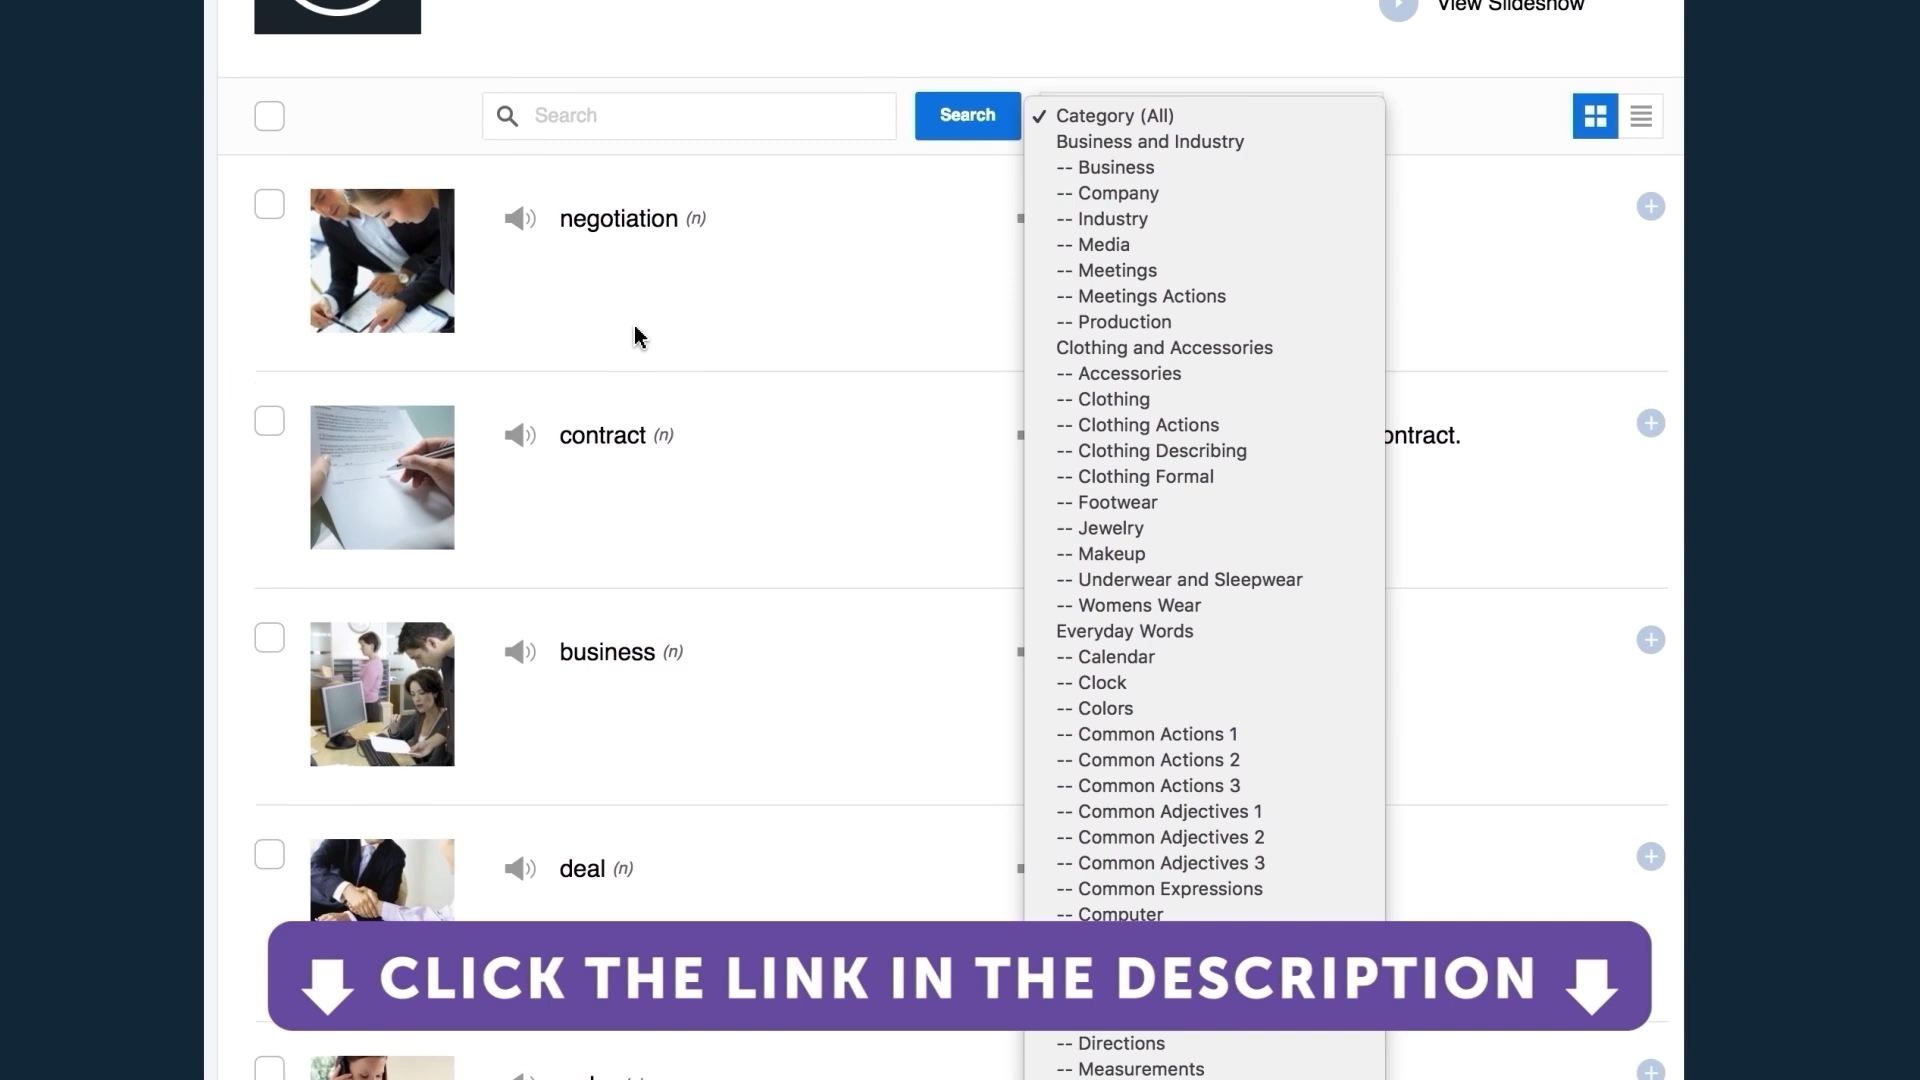 View Slideshow
Search
Search
✓ Category (All)
Business and Industry
-- Business
-- Company
-- Industry
-- Media
-- Meetings
-- Meetings Actions
-- Production
Clothing and Accessories
-- Accessories
-- Clothing
-- Clothing Actions
-- Clothing Describing
-- Clothing Formal
-- Footwear
-- Jewelry
-- Makeup
-- Underwear and Sleepwear
-- Womens Wear
Everyday Words
-- Calendar
-- Clock
-- Colors
-- Common Actions 1
-- Common Actions 2
-- Common Actions 3
-- Common Adjectives 1
-- Common Adjectives 2
-- Common Adjectives 3
-- Common Expressions
-- Computer
-- Directions
-- Measurements
negotiation (n)
contract (n)
ontract.
business (n)
deal (n)
CLICK THE LINK IN THE DESCRIPTION